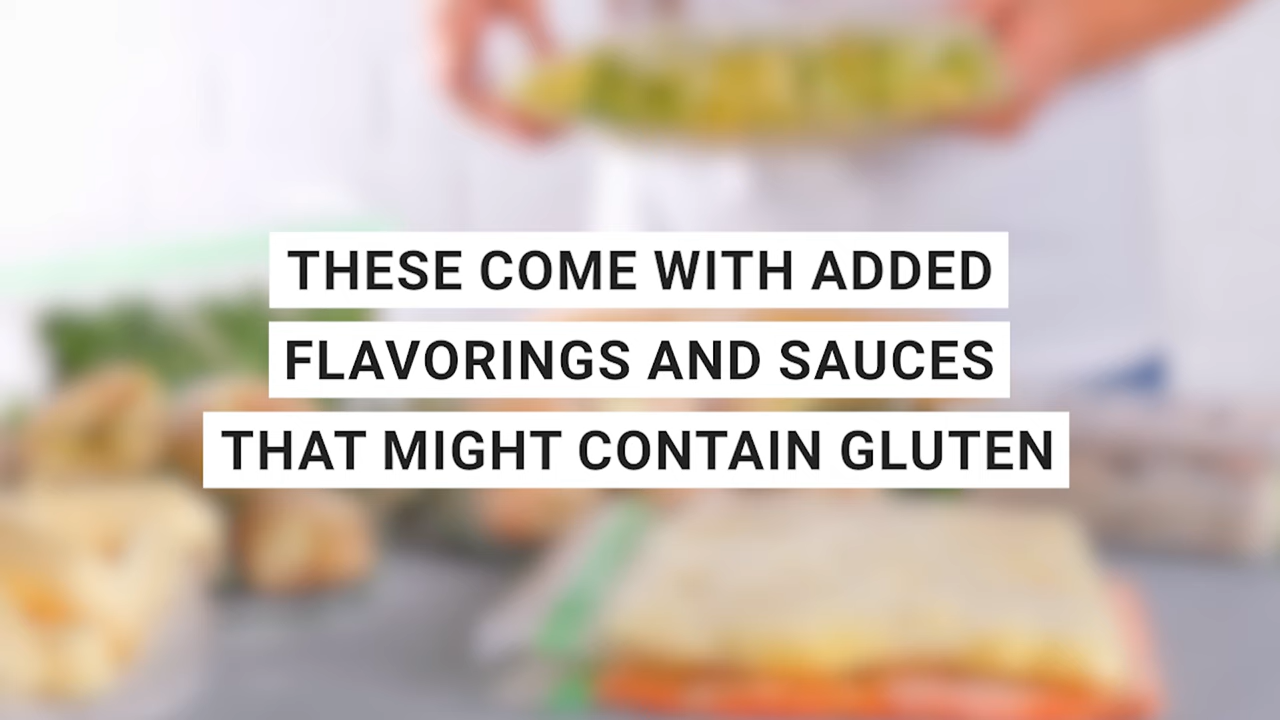 THESE COME WITH ADDED
FLAVORINGS AND SAUCES
THAT MIGHT CONTAIN GLUTEN